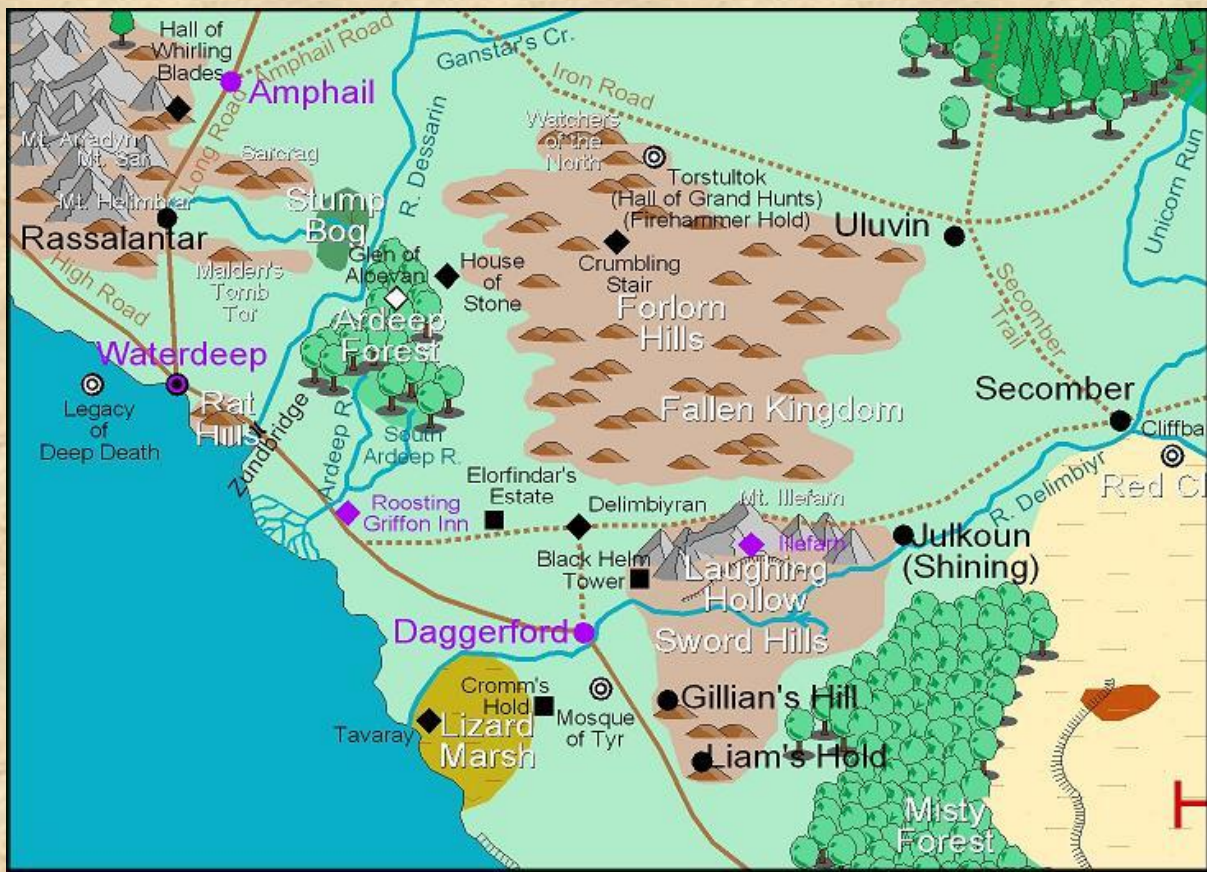 Hall of
Whirling
Blades
Amphail
Amphail Road
Long Road
Ganstar's Cr.
Iron Road
R. Dessarin
Mt. Arradyn
Mt. Sar
Sarcrag
Mt. Helimbrar
Rassalantar
Stump
Bog
High Road
Malden's
Tomb
Tor
Glen of
Aloevan
House
of
Stone
Ardeep
Forest
Watchers
of the
North
Torstultok
(Hall of Grand Hunts)
(Firehammer Hold)
Crumbling
Stair
Forlorn
Hills
Fallen Kingdom
Uluvin
Unicorn Run
Secomber
Trail
Secomber
Cliffba
Red Cl
Waterdeep
Legacy
of
Deep Death
Rat
Hills
Zundbridge
Ardeep R.
South
Ardeep R.
Roosting
Griffon Inn
Elorfindar's
Estate
Delimbiyran
Mt. Illefarn
Illefarn
R. Delimbiyr
Julkoun
(Shining)
Black Helm
Tower
Laughing
Hollow
Daggerford
Sword Hills
Cromm's
Hold
Mosque
of Tyr
Tavaray
Lizard
Marsh
Gillian's Hill
Liam's Hold
Misty
Forest
H